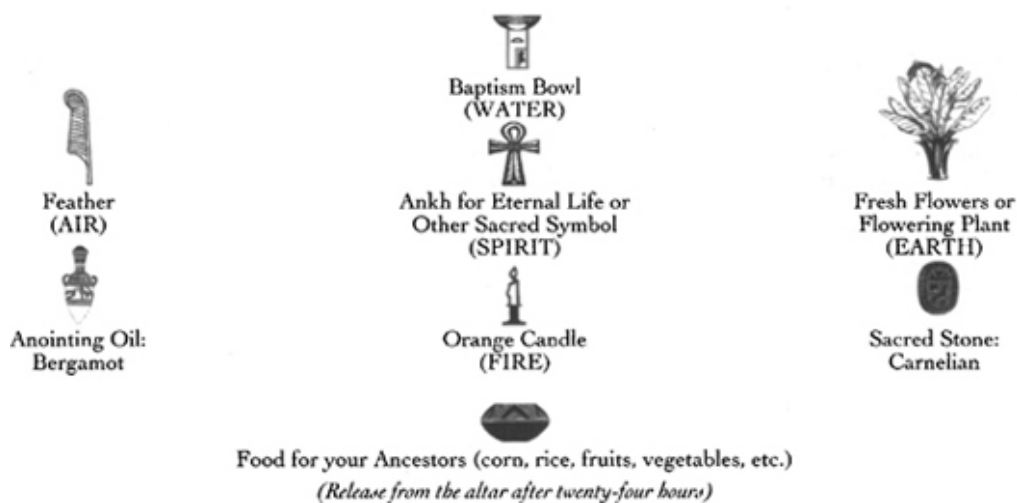 Baptism Bowl
(WATER)
Feather
(AIR)
Ankh for Eternal Life or
Other Sacred Symbol
(SPIRIT)
Fresh Flowers or
Flowering Plant
(EARTH)
Anointing Oil:
Bergamot
Orange Candle
(FIRE)
Sacred Stone:
Carnelian
Food for your Ancestors (corn, rice, fruits, vegetables, etc.)
(Release from the altar after twenty-four hours)